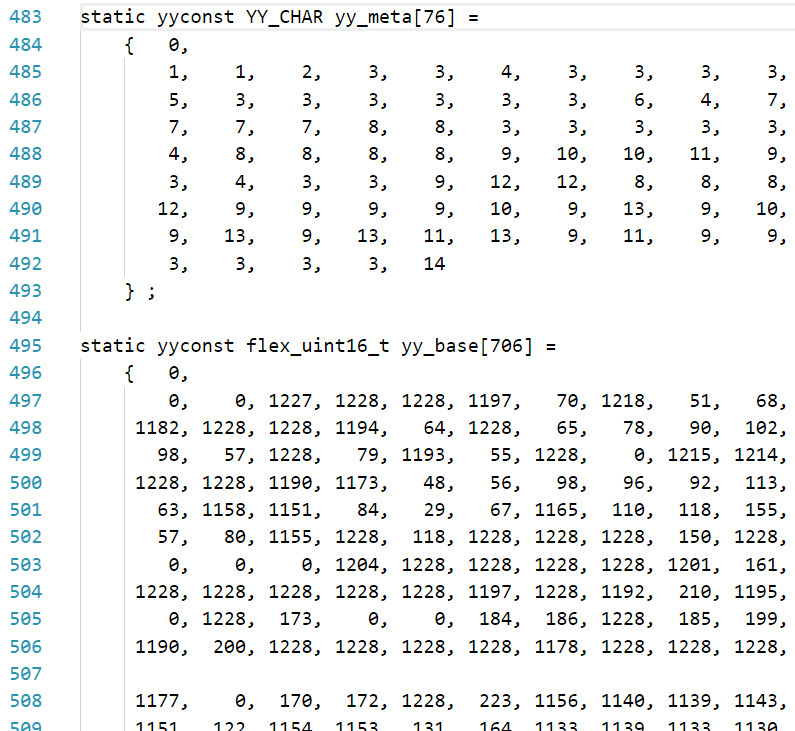 483 static yyconst YY_CHAR yy_meta[76] =
484 { 0,
485 1, 1, 2, 3, 3, 4, 3, 3, 3, 3,
486 5, 3, 3, 3, 3, 3, 3, 6, 4, 7,
487 7, 7, 7, 8, 8, 3, 3, 3, 3, 3,
488 4, 8, 8, 8, 8, 9, 10, 10, 11, 9,
489 3, 4, 3, 3, 9, 12, 12, 8, 8, 8,
490 12, 9, 9, 9, 9, 10, 9, 13, 9, 10,
491 9, 13, 9, 13, 11, 13, 9, 11, 9, 9,
492 3, 3, 3, 3, 14
493 } ;
494
495 static yyconst flex_uint16_t yy_base[706] =
496 { 0,
497 0, 0, 1227, 1228, 1228, 1197, 70, 1218, 51, 68,
498 1182, 1228, 1228, 1194, 64, 1228, 65, 78, 90, 102,
499 98, 57, 1228, 79, 1193, 55, 1228, 0, 1215, 1214,
500 1228, 1228, 1190, 1173, 48, 56, 98, 96, 92, 113,
501 63, 1158, 1151, 84, 29, 67, 1165, 110, 118, 155,
502 57, 80, 1155, 1228, 118, 1228, 1228, 1228, 150, 1228,
503 0, 0, 0, 1204, 1228, 1228, 1228, 1228, 1201, 161,
504 1228, 1228, 1228, 1228, 1228, 1197, 1228, 1192, 210, 1195,
505 0, 1228, 173, 0, 0, 184, 186, 1228, 185, 199,
506 1190, 200, 1228, 1228, 1228, 1228, 1178, 1228, 1228, 1228,
507
508 1177, 0, 170, 172, 1228, 223, 1156, 1140, 1139, 1143,
509 1151, 122, 1154, 1153, 131, 164, 1133, 1139, 1133, 1130,